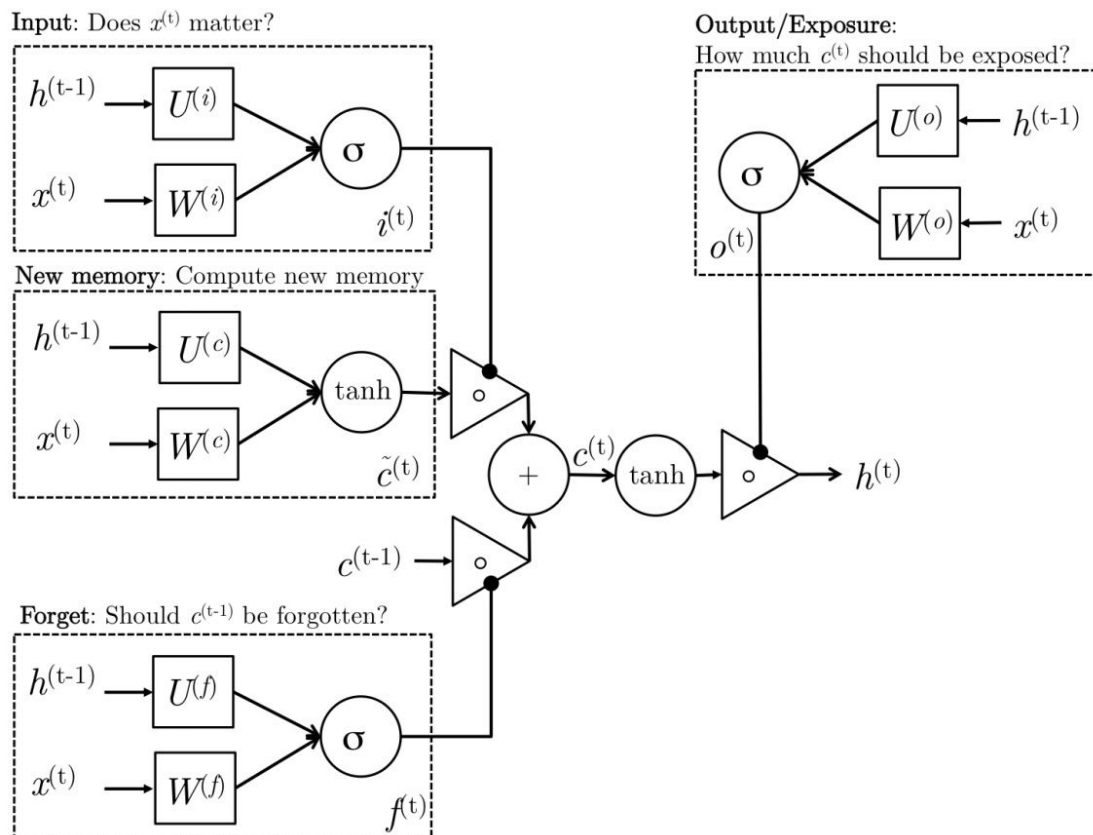 Input: Does x^(t) matter?
h^(t-1)
U^(i)
σ
x^(t)
W^(i)
i^(t)
New memory: Compute new memory
h^(t-1)
U^(c)
tanh
x^(t)
W^(c)
c̃^(t)
Forget: Should c^(t-1) be forgotten?
h^(t-1)
U^(f)
σ
x^(t)
W^(f)
f^(t)
c^(t-1)
+
c^(t)
tanh
h^(t)
Output/Exposure:
How much c^(t) should be exposed?
U^(o)
h^(t-1)
σ
W^(o)
x^(t)
o^(t)